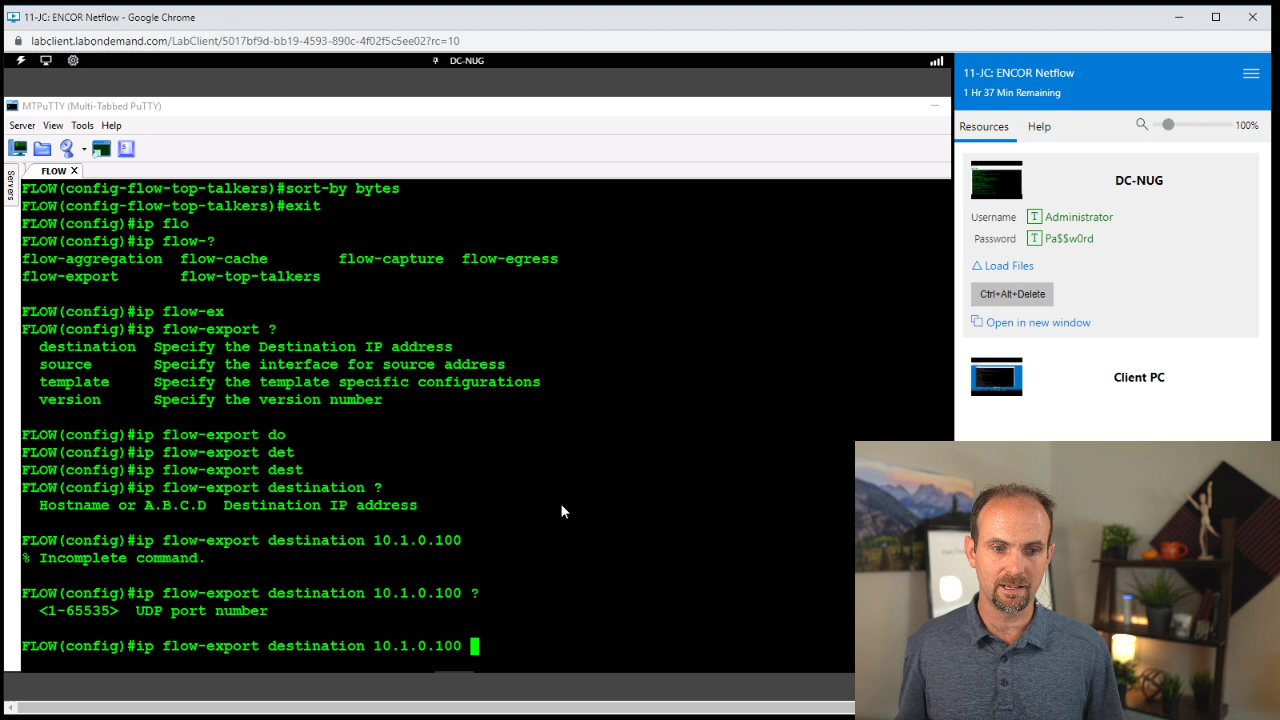 11-JC: ENCOR Netflow - Google Chrome
labclient.labondemand.com/LabClient/5017bf9d-bb19-4593-890c-4f02f5c5ee02?rc=10
DC-NUG
MTPuTTY (Multi-Tabbed PuTTY)
Server View Tools Help
Servers
FLOW X
FLOW(config-flow-top-talkers)#sort-by bytes
FLOW(config-flow-top-talkers)#exit
FLOW(config)#ip flo
FLOW(config)#ip flow-?
flow-aggregation flow-cache flow-capture flow-egress
flow-export flow-top-talkers
FLOW(config)#ip flow-ex
FLOW(config)#ip flow-export ?
destination Specify the Destination IP address
source Specify the interface for source address
template Specify the template specific configurations
version Specify the version number
FLOW(config)#ip flow-export do
FLOW(config)#ip flow-export det
FLOW(config)#ip flow-export dest
FLOW(config)#ip flow-export destination ?
Hostname or A.B.C.D Destination IP address
FLOW(config)#ip flow-export destination 10.1.0.100
% Incomplete command.
FLOW(config)#ip flow-export destination 10.1.0.100 ?
<1-65535> UDP port number
FLOW(config)#ip flow-export destination 10.1.0.100
11-JC: ENCOR Netflow
1 Hr 37 Min Remaining
Resources Help 100%
DC-NUG
Username T Administrator
Password T Pa$$w0rd
Load Files
Ctrl+Alt+Delete
Open in new window
Client PC